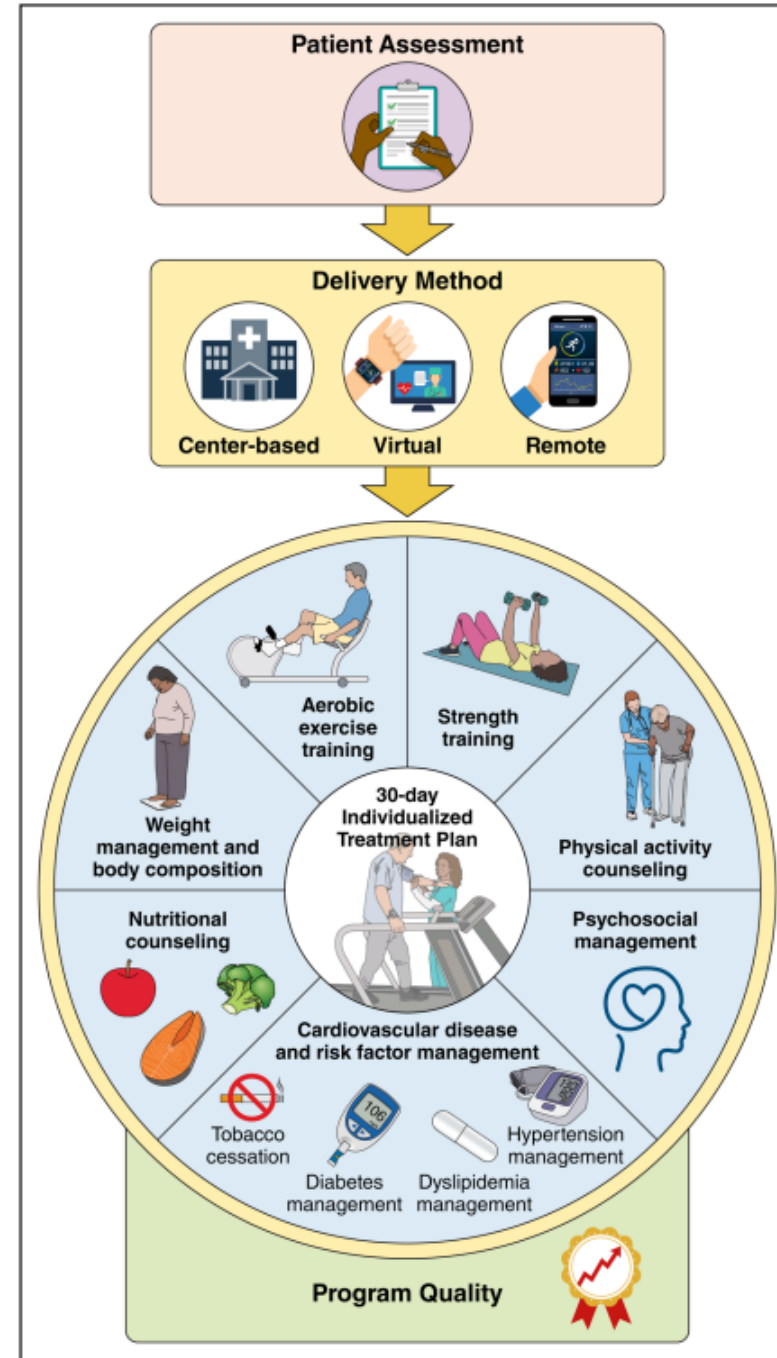 Patient Assessment
Delivery Method
Center-based
Virtual
Remote
Aerobic
exercise
training
Strength
training
Weight
management and
body composition
30-day
Individualized
Treatment Plan
Physical activity
counseling
Nutritional
counseling
Psychosocial
management
Cardiovascular disease
and risk factor management
Tobacco
cessation
106
Diabetes
management
Dyslipidemia
management
Hypertension
management
Program Quality